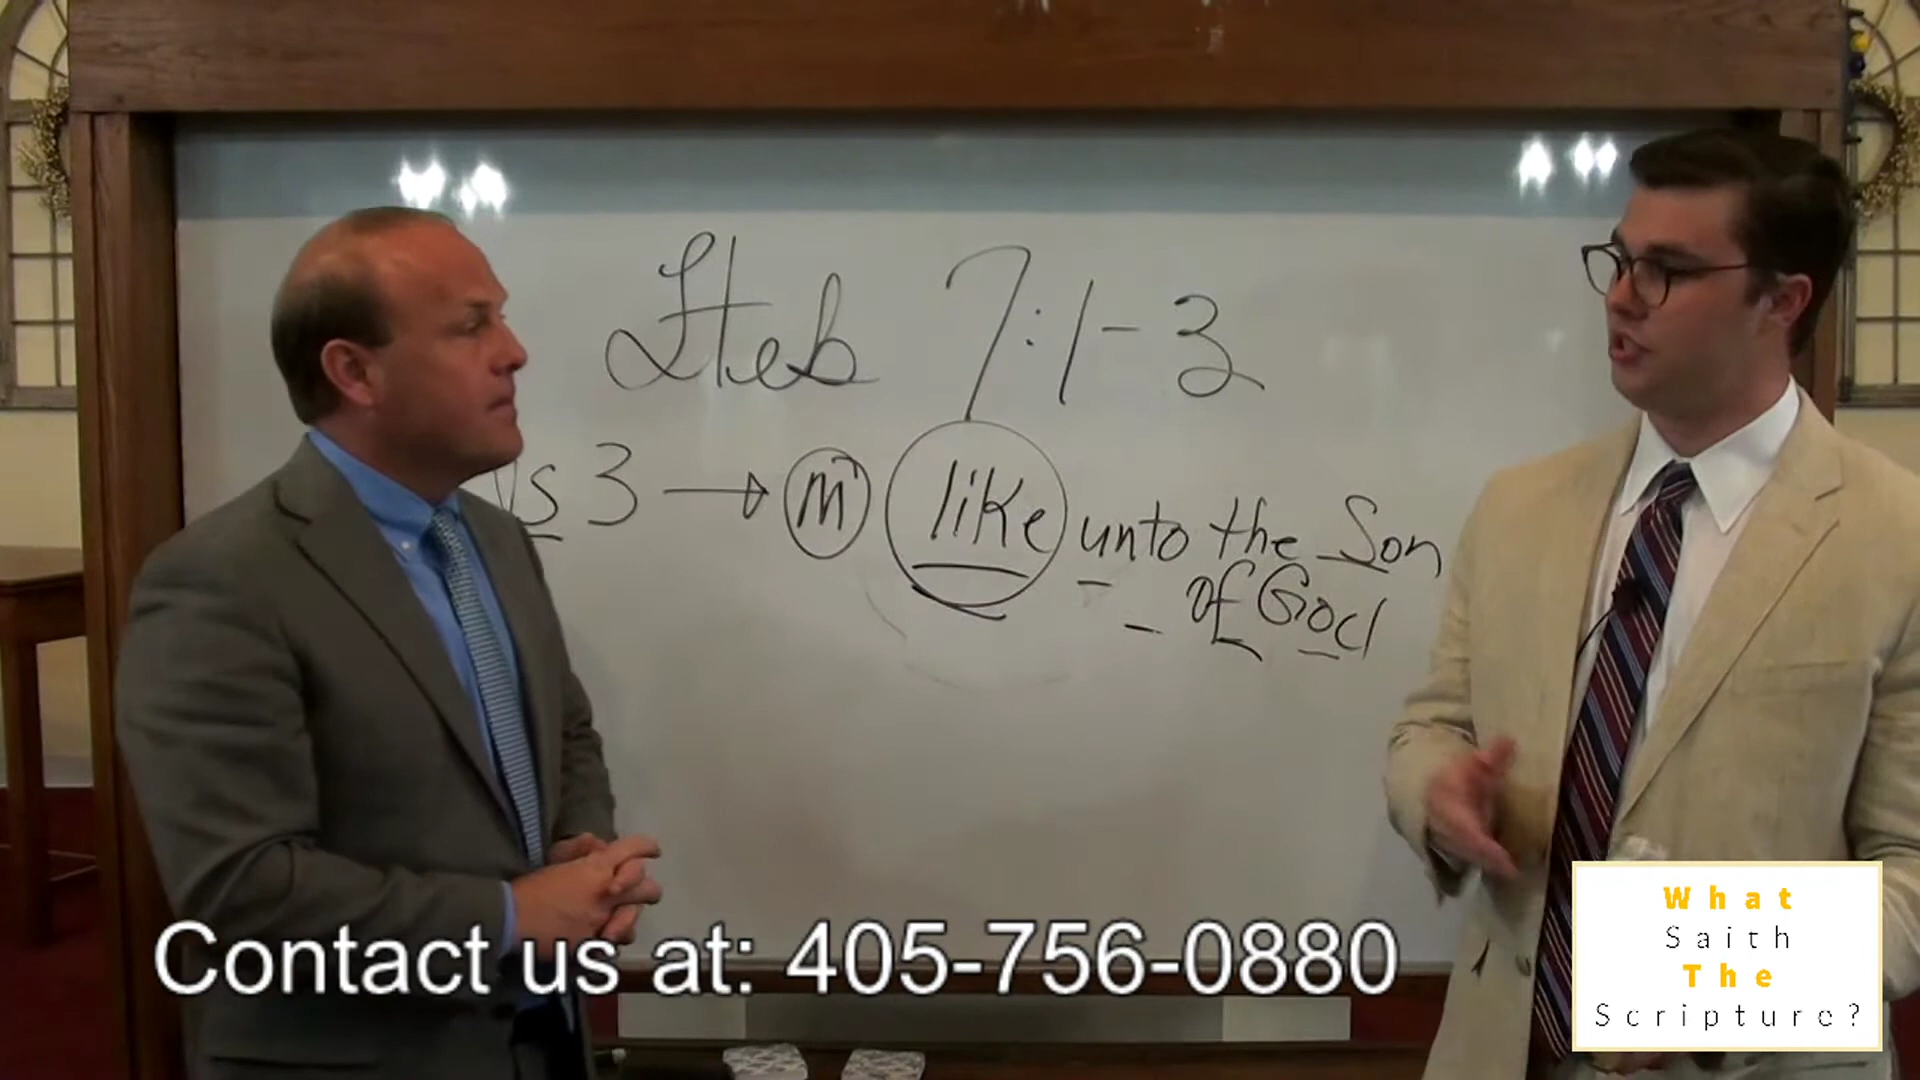 Heb 7:1-3
Vs 3 → M like unto the Son
of God
Contact us at: 405-756-0880
What
Saith
The
Scripture?